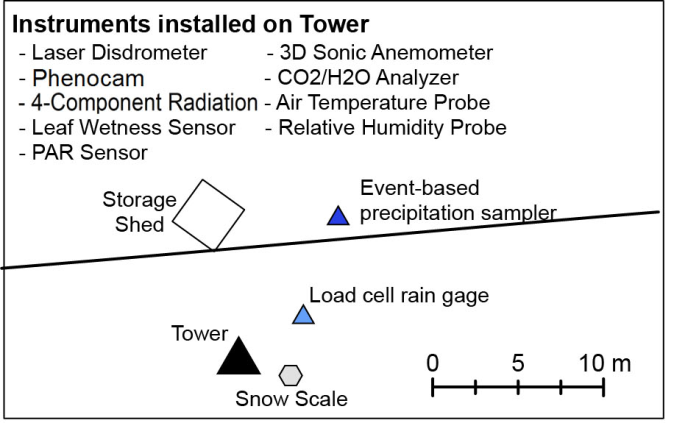 Instruments installed on Tower
- Laser Disdrometer
- Phenocam
- 4-Component Radiation
- Leaf Wetness Sensor
- PAR Sensor
- 3D Sonic Anemometer
- CO2/H2O Analyzer
- Air Temperature Probe
- Relative Humidity Probe
Storage
Shed
Event-based
precipitation sampler
Load cell rain gage
Tower
Snow Scale
0 5 10 m